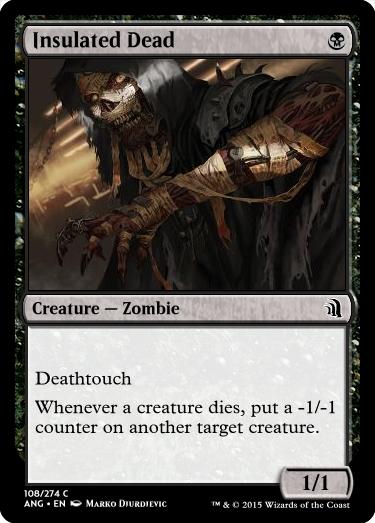 Insulated Dead
Creature — Zombie
Deathtouch
Whenever a creature dies, put a -1/-1
counter on another target creature.
1/1
108/274 C
ANG • EN Marko Djurdjevic
™ & © 2015 Wizards of the Coast